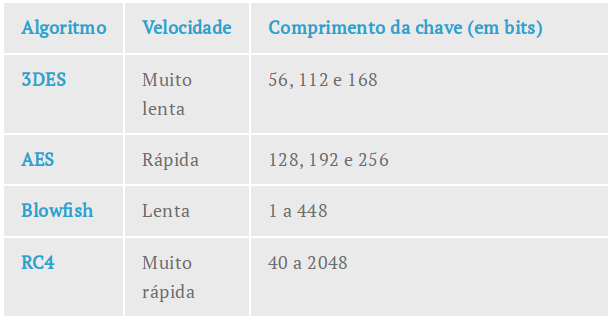 Algoritmo Velocidade Comprimento da chave (em bits)
3DES Muito 56, 112 e 168
lenta
AES Rápida 128, 192 e 256
Blowfish Lenta 1 a 448
RC4 Muito 40 a 2048
rápida